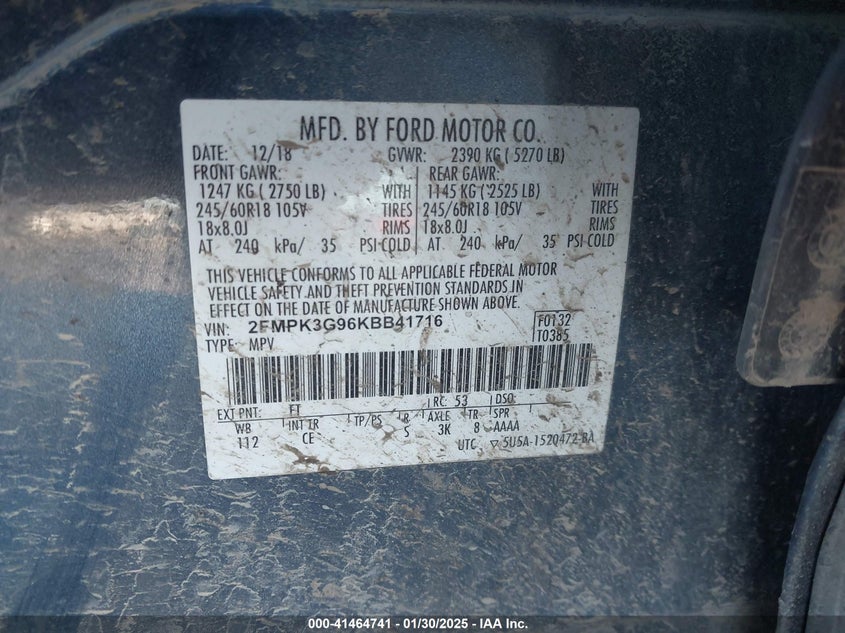 MFD. BY FORD MOTOR CO.
DATE: 12/18 GVWR: 2390 KG ( 5270 LB)
FRONT GAWR: REAR GAWR:
1247 KG ( 2750 LB) WITH 1145 KG ( 2525 LB) WITH
245/60R18 105V TIRES 245/60R18 105V TIRES
18x8.0J RIMS 18x8.0J RIMS
AT 240 kPa/ 35 PSI COLD AT 240 kPa/ 35 PSI COLD
THIS VEHICLE CONFORMS TO ALL APPLICABLE FEDERAL MOTOR
VEHICLE SAFETY AND THEFT PREVENTION STANDARDS IN
EFFECT ON THE DATE OF MANUFACTURE SHOWN ABOVE.
VIN: 2FMPK3G96KBB41716 F0132
TYPE: MPV T0385
EXT PNT: FT RC: 53 DSO:
WB INT TR TP/PS R AXLE TR SPR
112 CE S 3K 8 AAAA
UTC ▽5U5A-1520472-BA
000-41464741 - 01/30/2025 - IAA Inc.